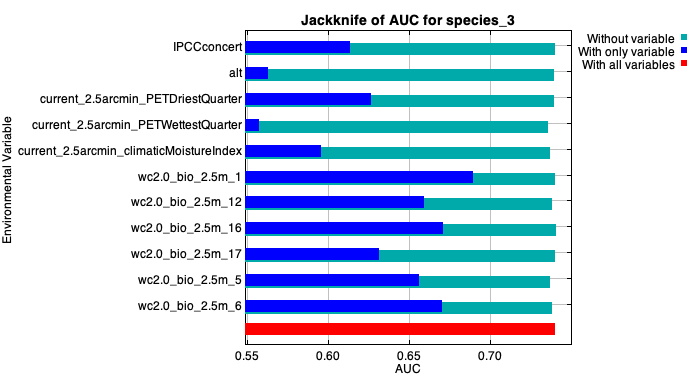 Jackknife of AUC for species_3
Without variable
With only variable
With all variables
Environmental Variable
IPCCconcert
alt
current_2.5arcmin_PETDriestQuarter
current_2.5arcmin_PETWettestQuarter
current_2.5arcmin_climaticMoistureIndex
wc2.0_bio_2.5m_1
wc2.0_bio_2.5m_12
wc2.0_bio_2.5m_16
wc2.0_bio_2.5m_17
wc2.0_bio_2.5m_5
wc2.0_bio_2.5m_6
0.55 0.60 0.65 0.70
AUC